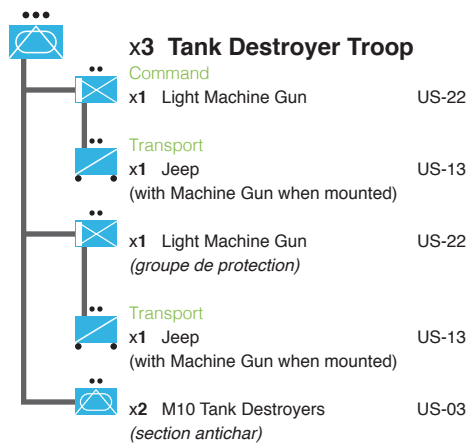 x3 Tank Destroyer Troop
Command
x1 Light Machine Gun US-22
Transport
x1 Jeep US-13
(with Machine Gun when mounted)
x1 Light Machine Gun US-22
(groupe de protection)
Transport
x1 Jeep US-13
(with Machine Gun when mounted)
x2 M10 Tank Destroyers US-03
(section antichar)